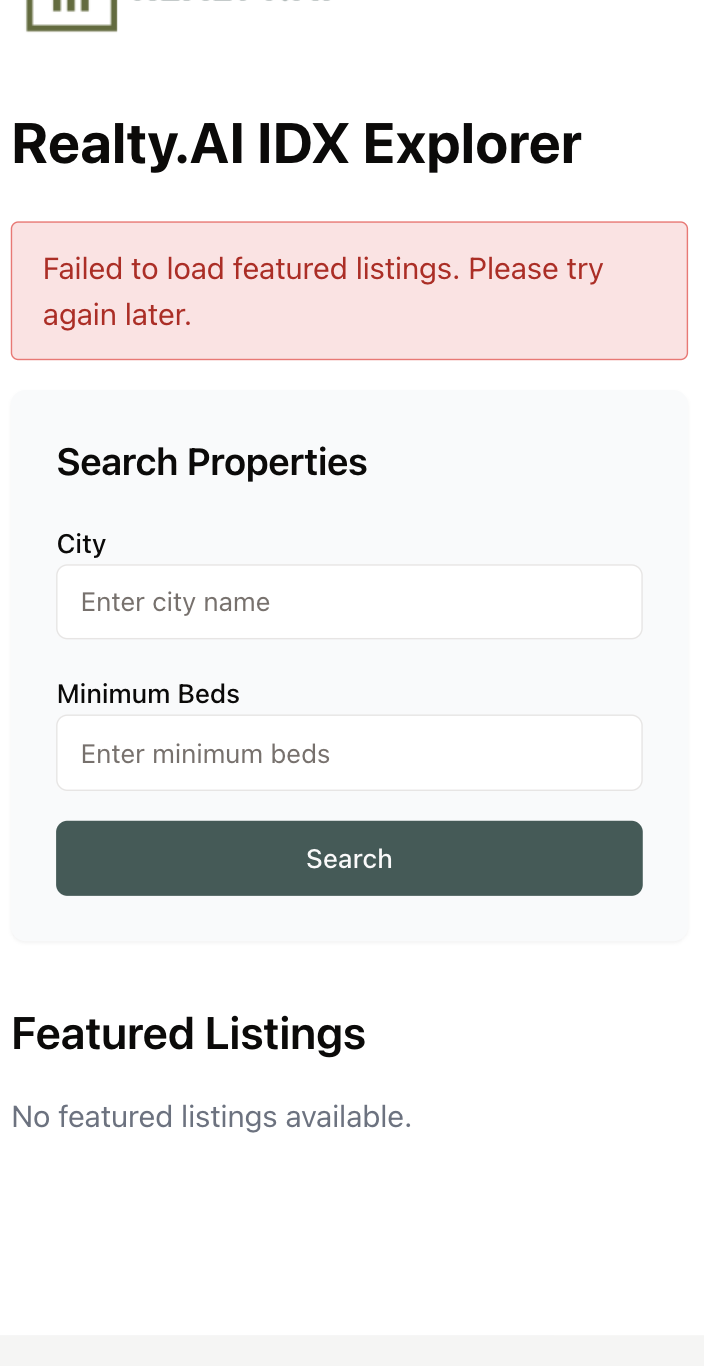 Realty.AI IDX Explorer
Failed to load featured listings. Please try
again later.
Search Properties
City
Enter city name
Minimum Beds
Enter minimum beds
Search
Featured Listings
No featured listings available.